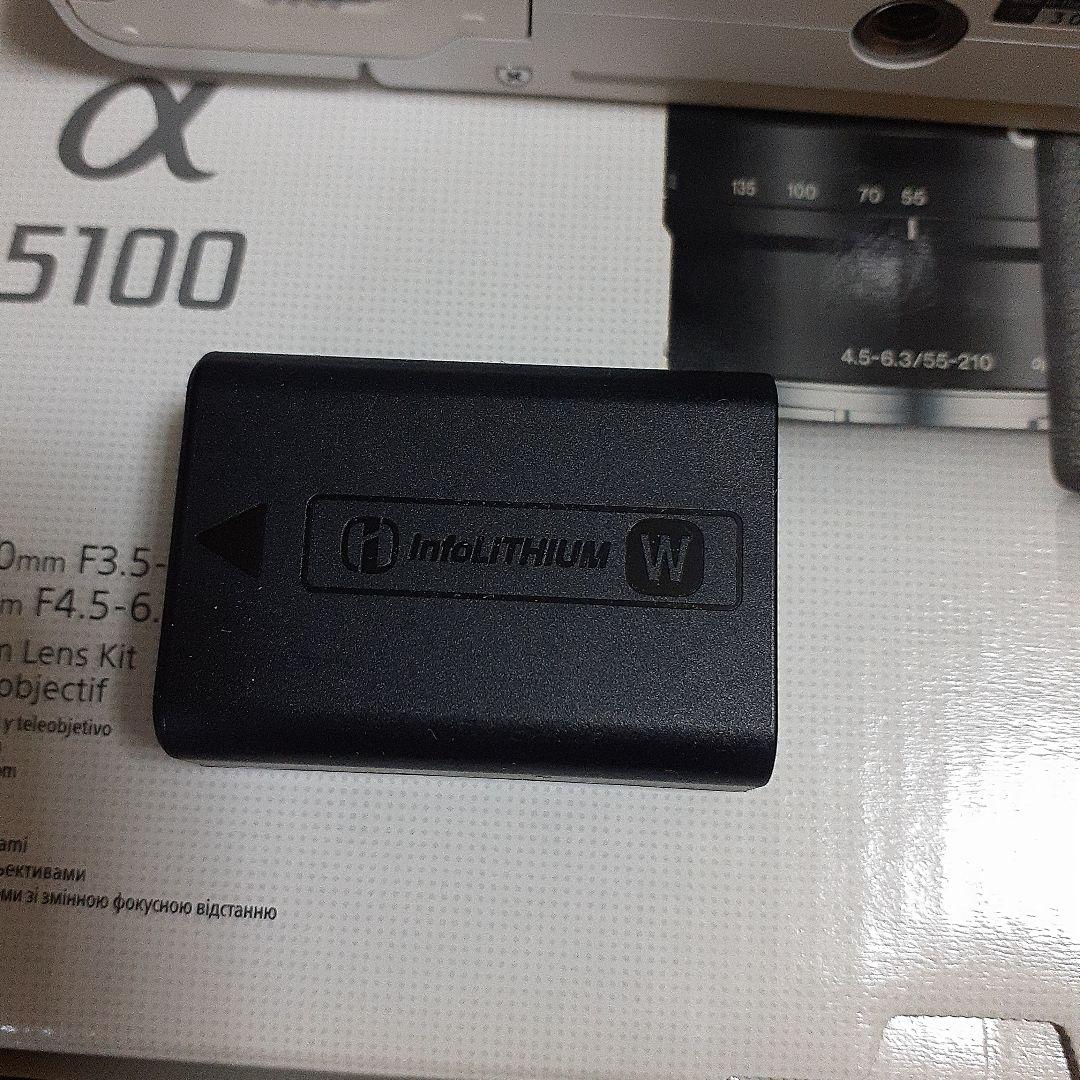 α
5100
135 100 70 55
4.5-6.3/55-210
InfoLITHIUM W
0mm F3.5-
m F4.5-6.
m Lens Kit
objectif
y teleobjetivo
ami
ективами
ми зі змінною фокусною відстанню